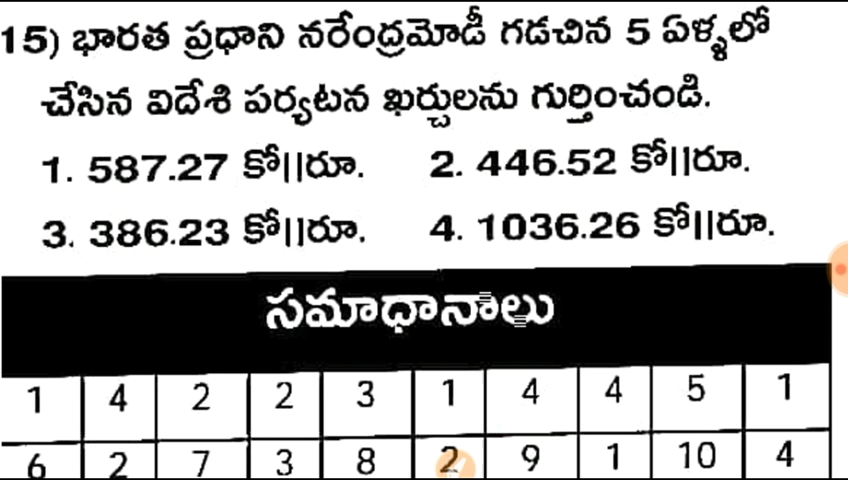 15) భారత ప్రధాని నరేంద్రమోడీ గడచిన 5 ఏళ్ళలో
చేసిన విదేశీ పర్యటన ఖర్చులను గుర్తించండి.
1. 587.27 కో||రూ. 2. 446.52 కో||రూ.
3. 386.23 కో||రూ. 4. 1036.26 కో||రూ.
సమాధానాలు
1 4 2 2 3 1 4 4 5 1
6 2 7 3 8 2 9 1 10 4